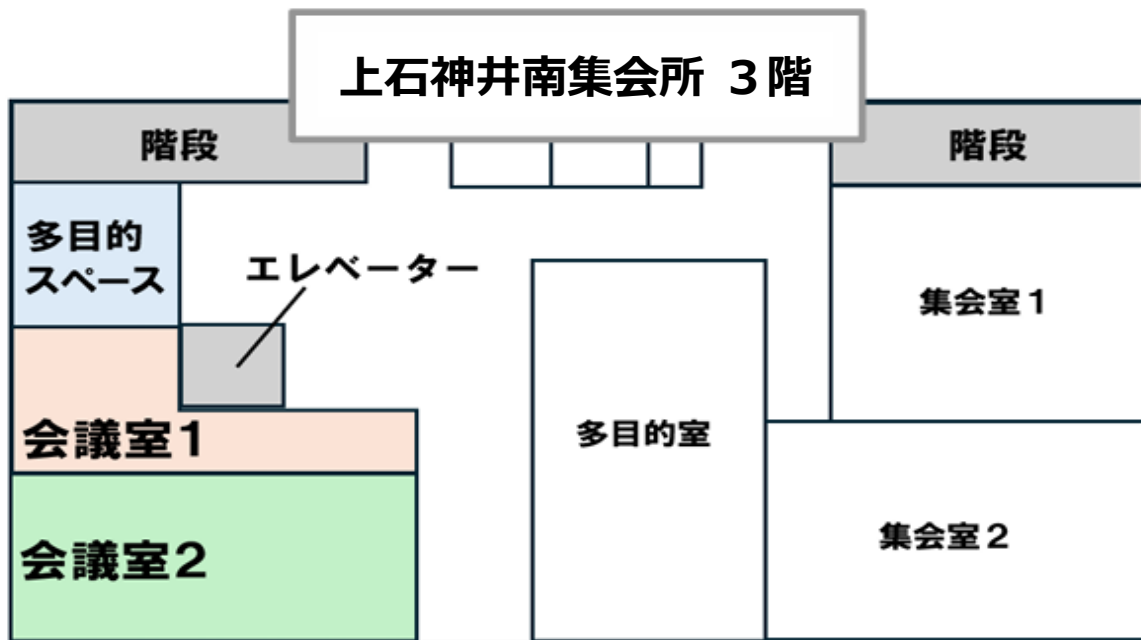 上石神井南集会所 ３階
階段
階段
多目的
スペース
エレベーター
集会室１
会議室１
多目的室
集会室２
会議室２